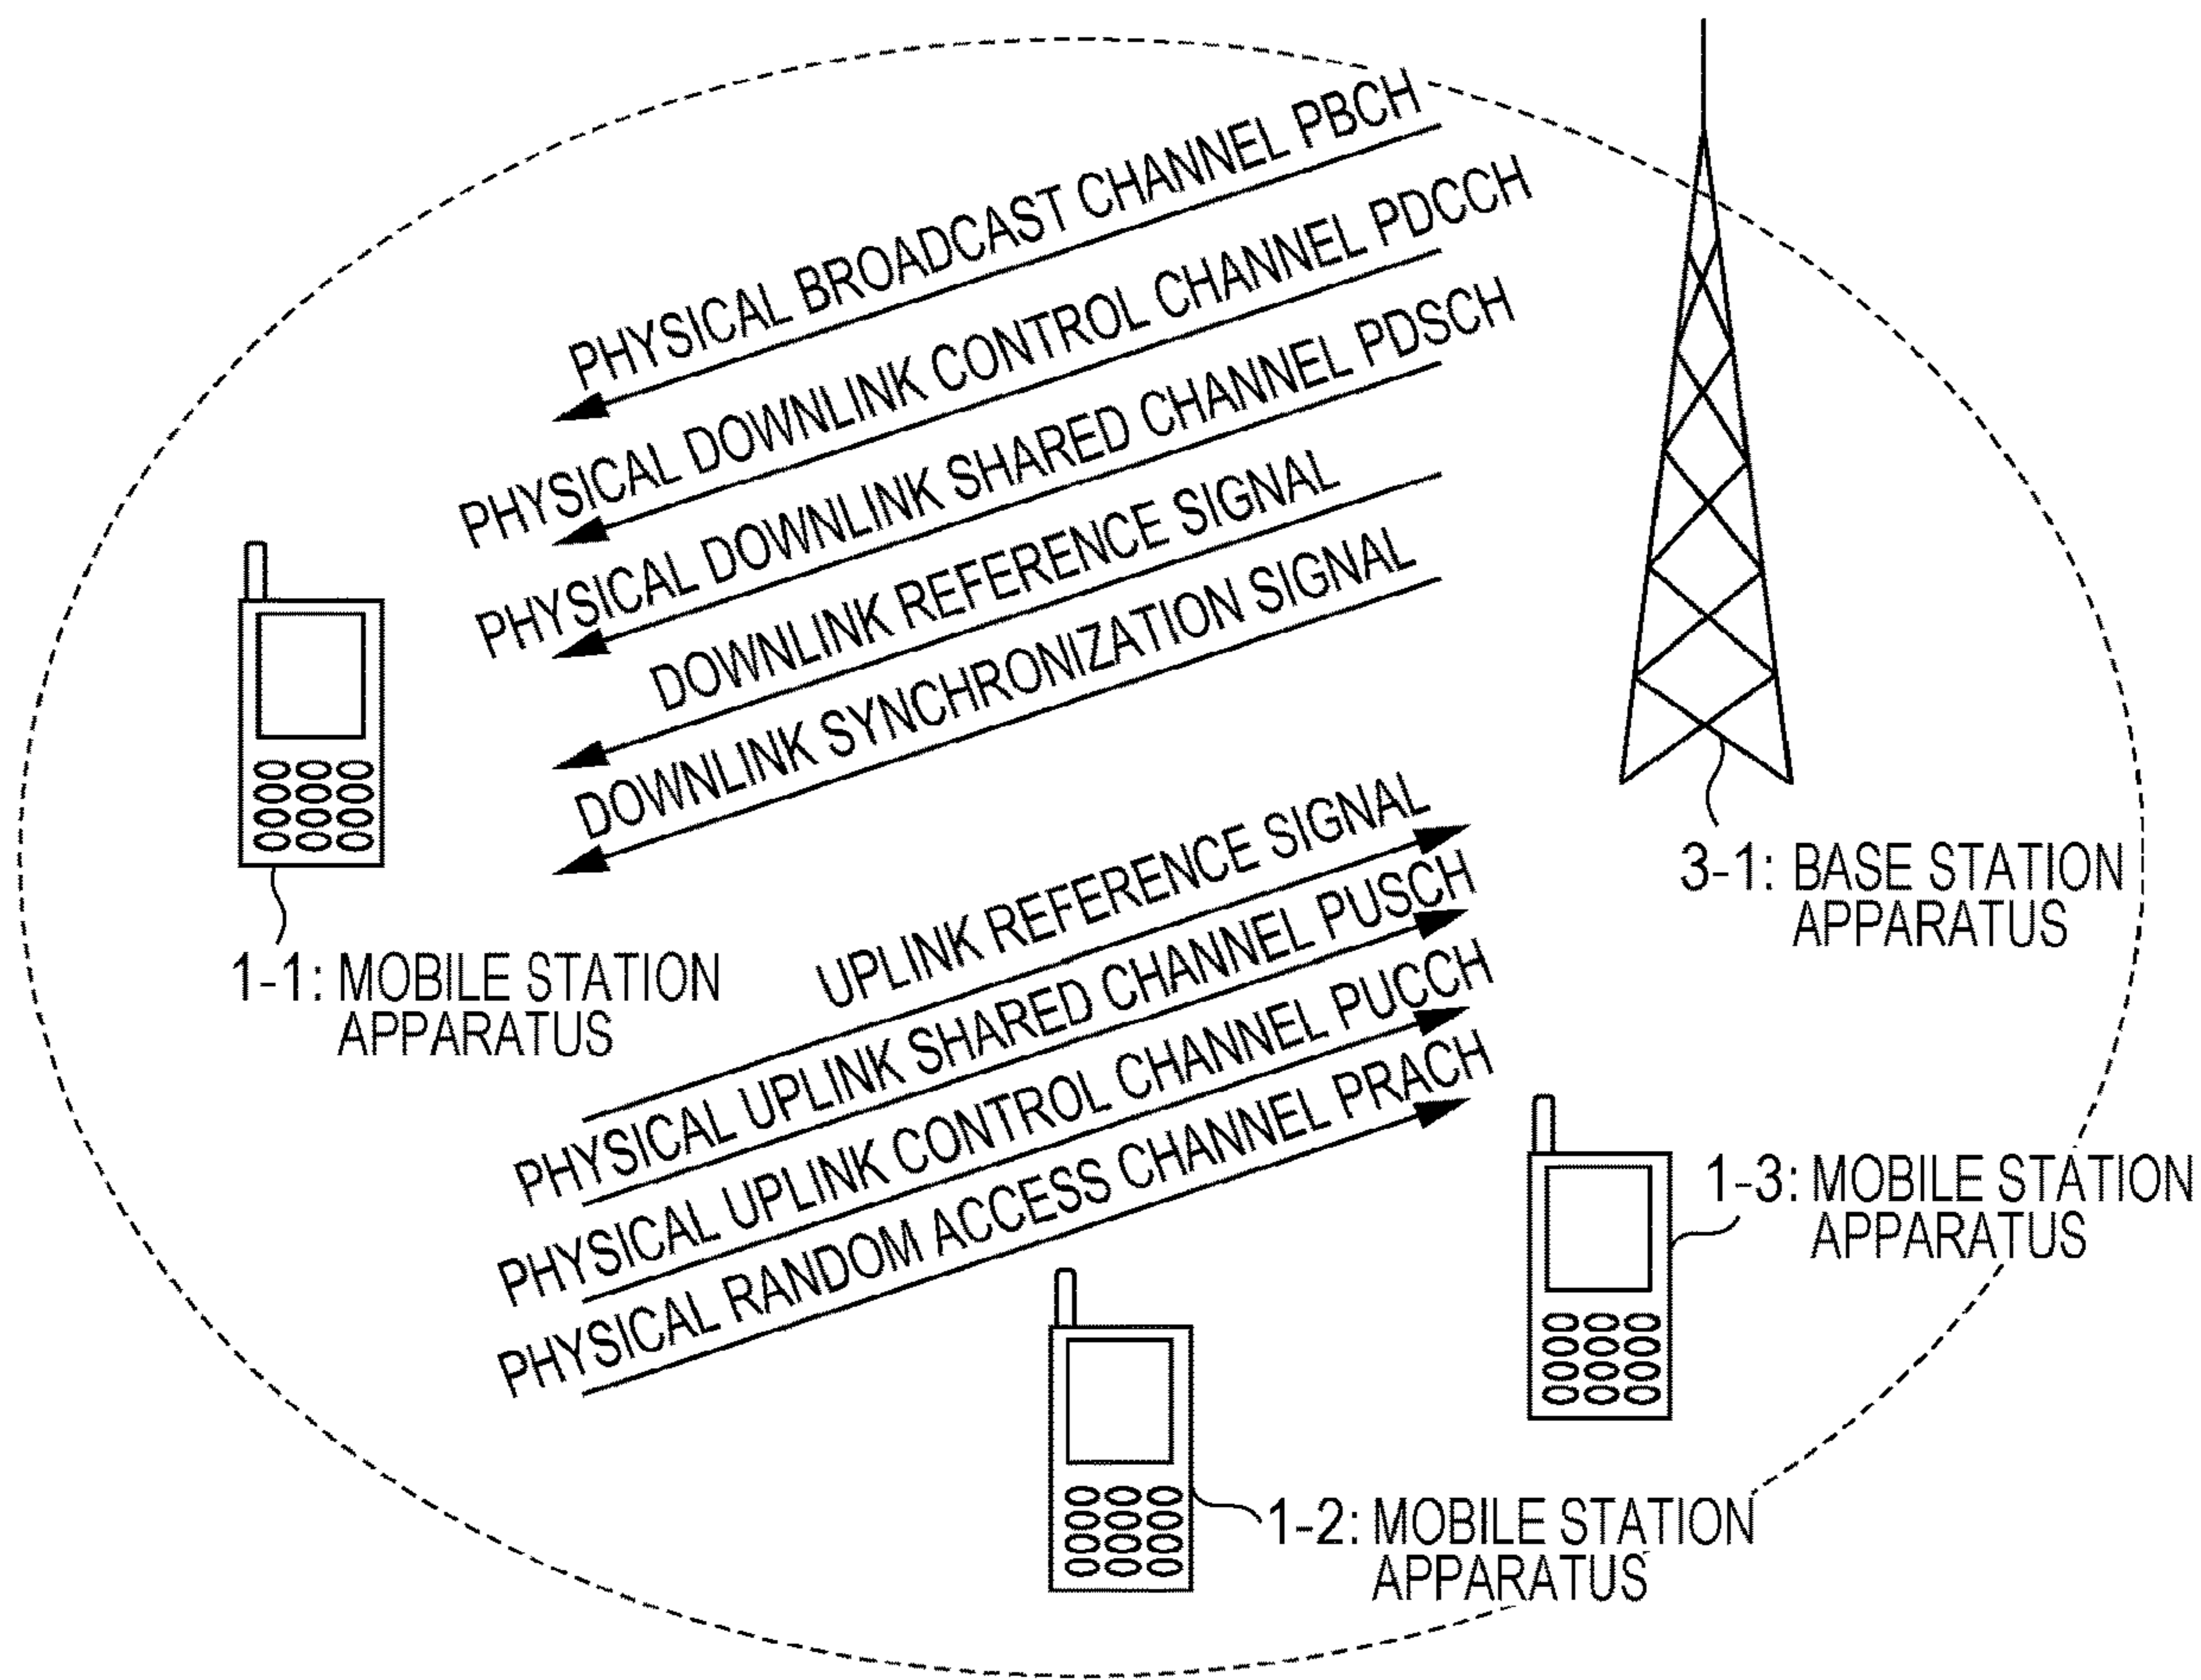 PHYSICAL BROADCAST CHANNEL PBCH
PHYSICAL DOWNLINK CONTROL CHANNEL PDCCH
PHYSICAL DOWNLINK SHARED CHANNEL PDSCH
DOWNLINK REFERENCE SIGNAL
DOWNLINK SYNCHRONIZATION SIGNAL
UPLINK REFERENCE SIGNAL
PHYSICAL UPLINK SHARED CHANNEL PUSCH
PHYSICAL UPLINK CONTROL CHANNEL PUCCH
PHYSICAL RANDOM ACCESS CHANNEL PRACH
3-1: BASE STATION
APPARATUS
1-1: MOBILE STATION
APPARATUS
1-3: MOBILE STATION
APPARATUS
1-2: MOBILE STATION
APPARATUS